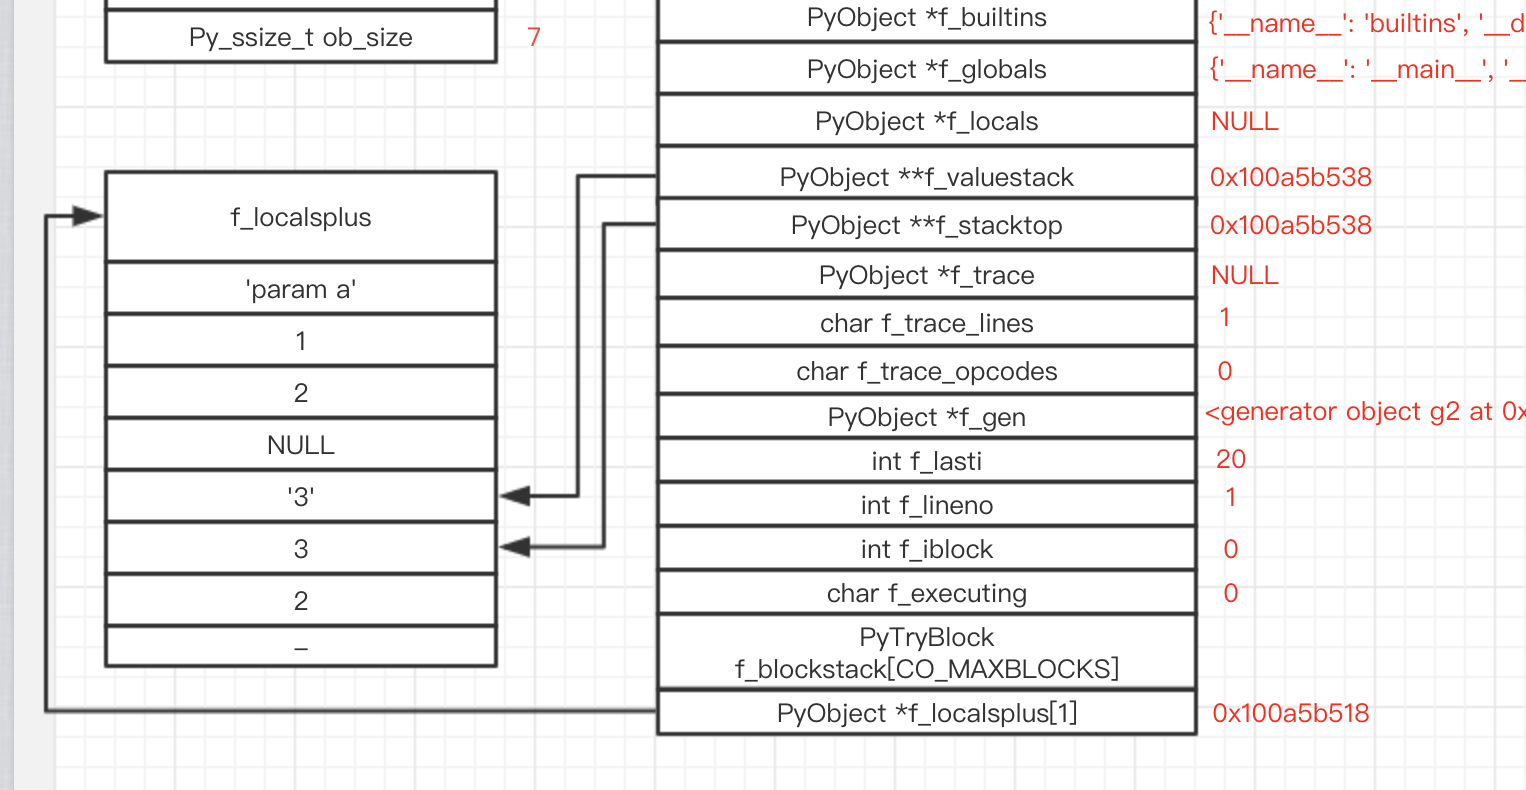 Py_ssize_t ob_size
7
f_localsplus
'param a'
1
2
NULL
'3'
3
2
–
PyObject *f_builtins
{'__name__': 'builtins', '__d
PyObject *f_globals
{'__name__': '__main__', '__
PyObject *f_locals
NULL
PyObject **f_valuestack
0x100a5b538
PyObject **f_stacktop
0x100a5b538
PyObject *f_trace
NULL
char f_trace_lines
1
char f_trace_opcodes
0
PyObject *f_gen
<generator object g2 at 0x
int f_lasti
20
int f_lineno
1
int f_iblock
0
char f_executing
0
PyTryBlock
f_blockstack[CO_MAXBLOCKS]
PyObject *f_localsplus[1]
0x100a5b518